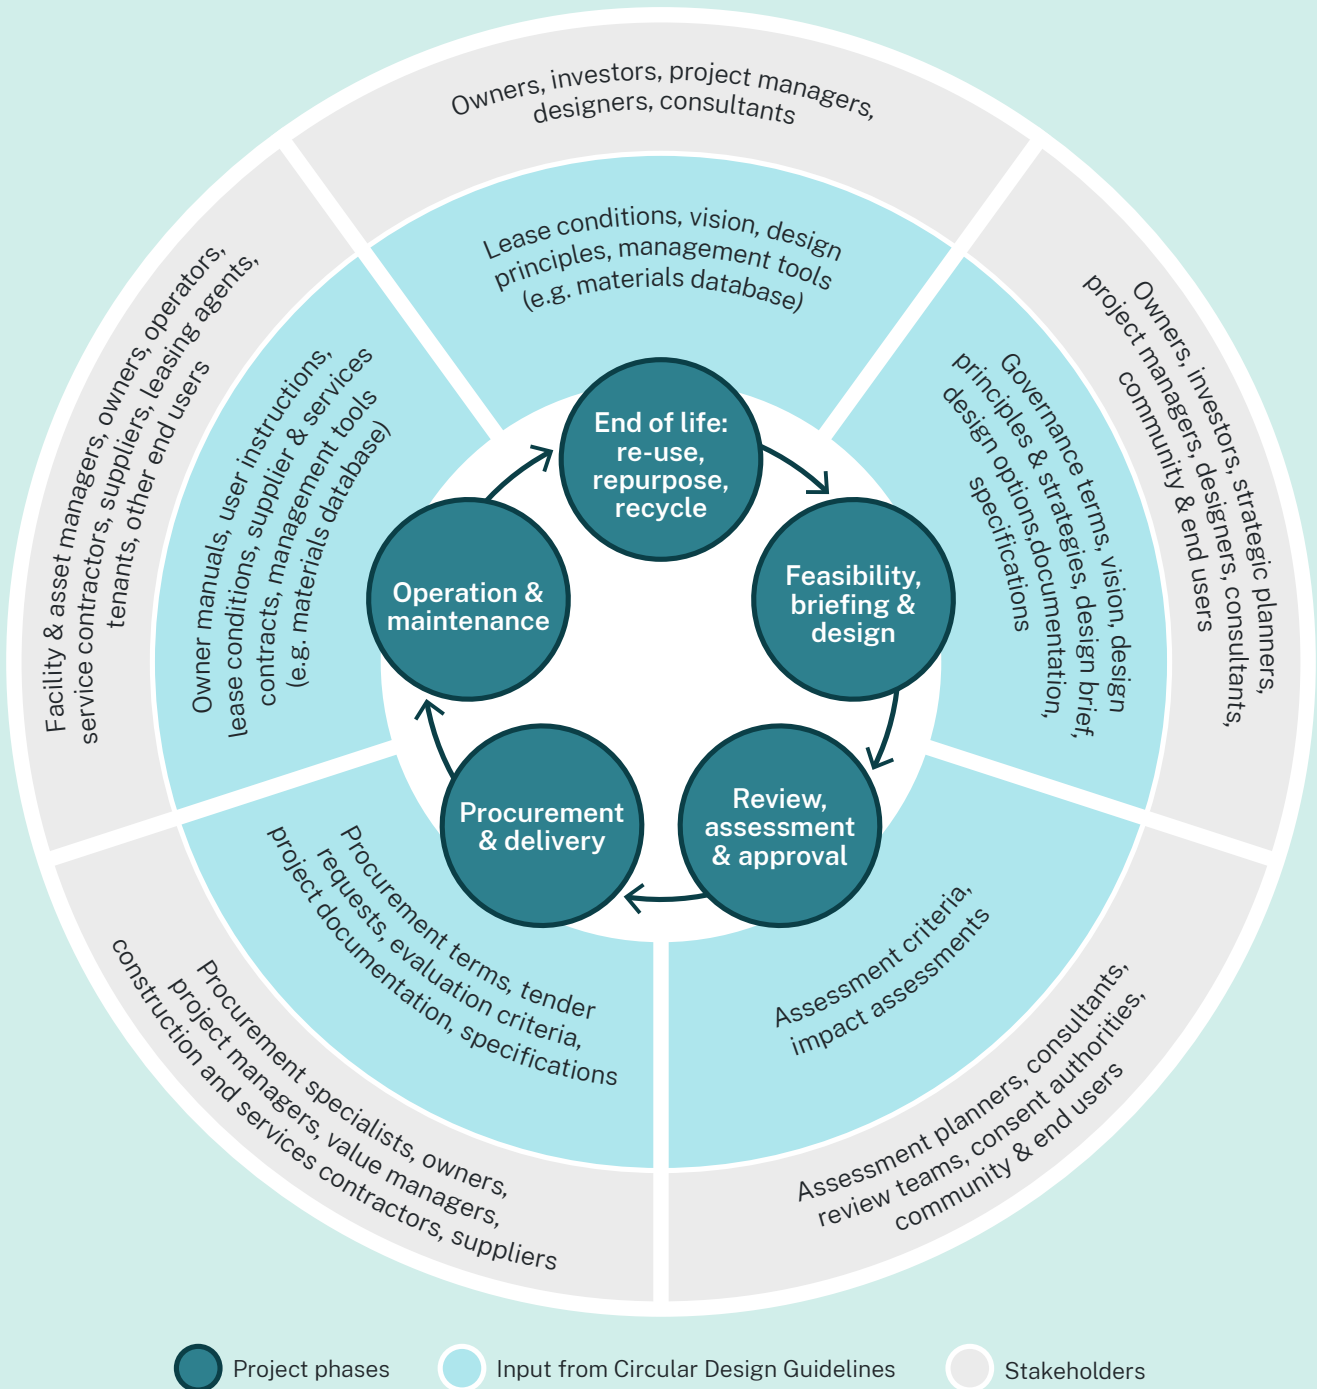 Owners, investors, project managers,
designers, consultants
Lease conditions, vision, design
principles, management tools
(e.g. materials database)
End of life:
re-use,
repurpose,
recycle
Owners, investors, strategic planners,
project managers, designers, consultants,
community & end users
Governance terms, vision, design
principles & strategies, design brief,
design options,documentation,
specifications
Feasibility,
briefing &
design
Assessment planners, consultants,
review teams, consent authorities,
community & end users
Assessment criteria,
impact assessments
Review,
assessment
& approval
Procurement specialists, owners,
project managers, value managers,
construction and services contractors, suppliers
Procurement terms, tender
requests, evaluation criteria,
project documentation, specifications
Procurement
& delivery
Facility & asset managers, owners, operators,
service contractors, suppliers, leasing agents,
tenants, other end users
Owner manuals, user instructions,
lease conditions, supplier & services
contracts, management tools
(e.g. materials database)
Operation &
maintenance
Project phases
Input from Circular Design Guidelines
Stakeholders